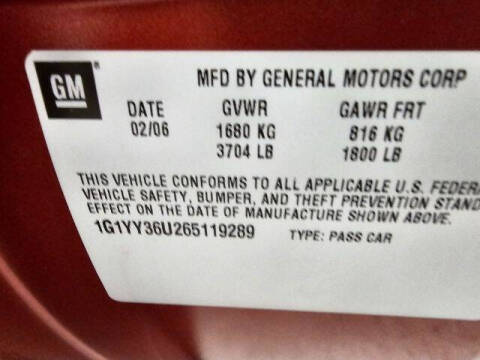 GM
MFD BY GENERAL MOTORS CORP
DATE GVWR GAWR FRT
02/06 1680 KG 816 KG
3704 LB 1800 LB
THIS VEHICLE CONFORMS TO ALL APPLICABLE U.S. FEDER
VEHICLE SAFETY, BUMPER, AND THEFT PREVENTION STAND
EFFECT ON THE DATE OF MANUFACTURE SHOWN ABOVE.
1G1YY36U265119289 TYPE: PASS CAR